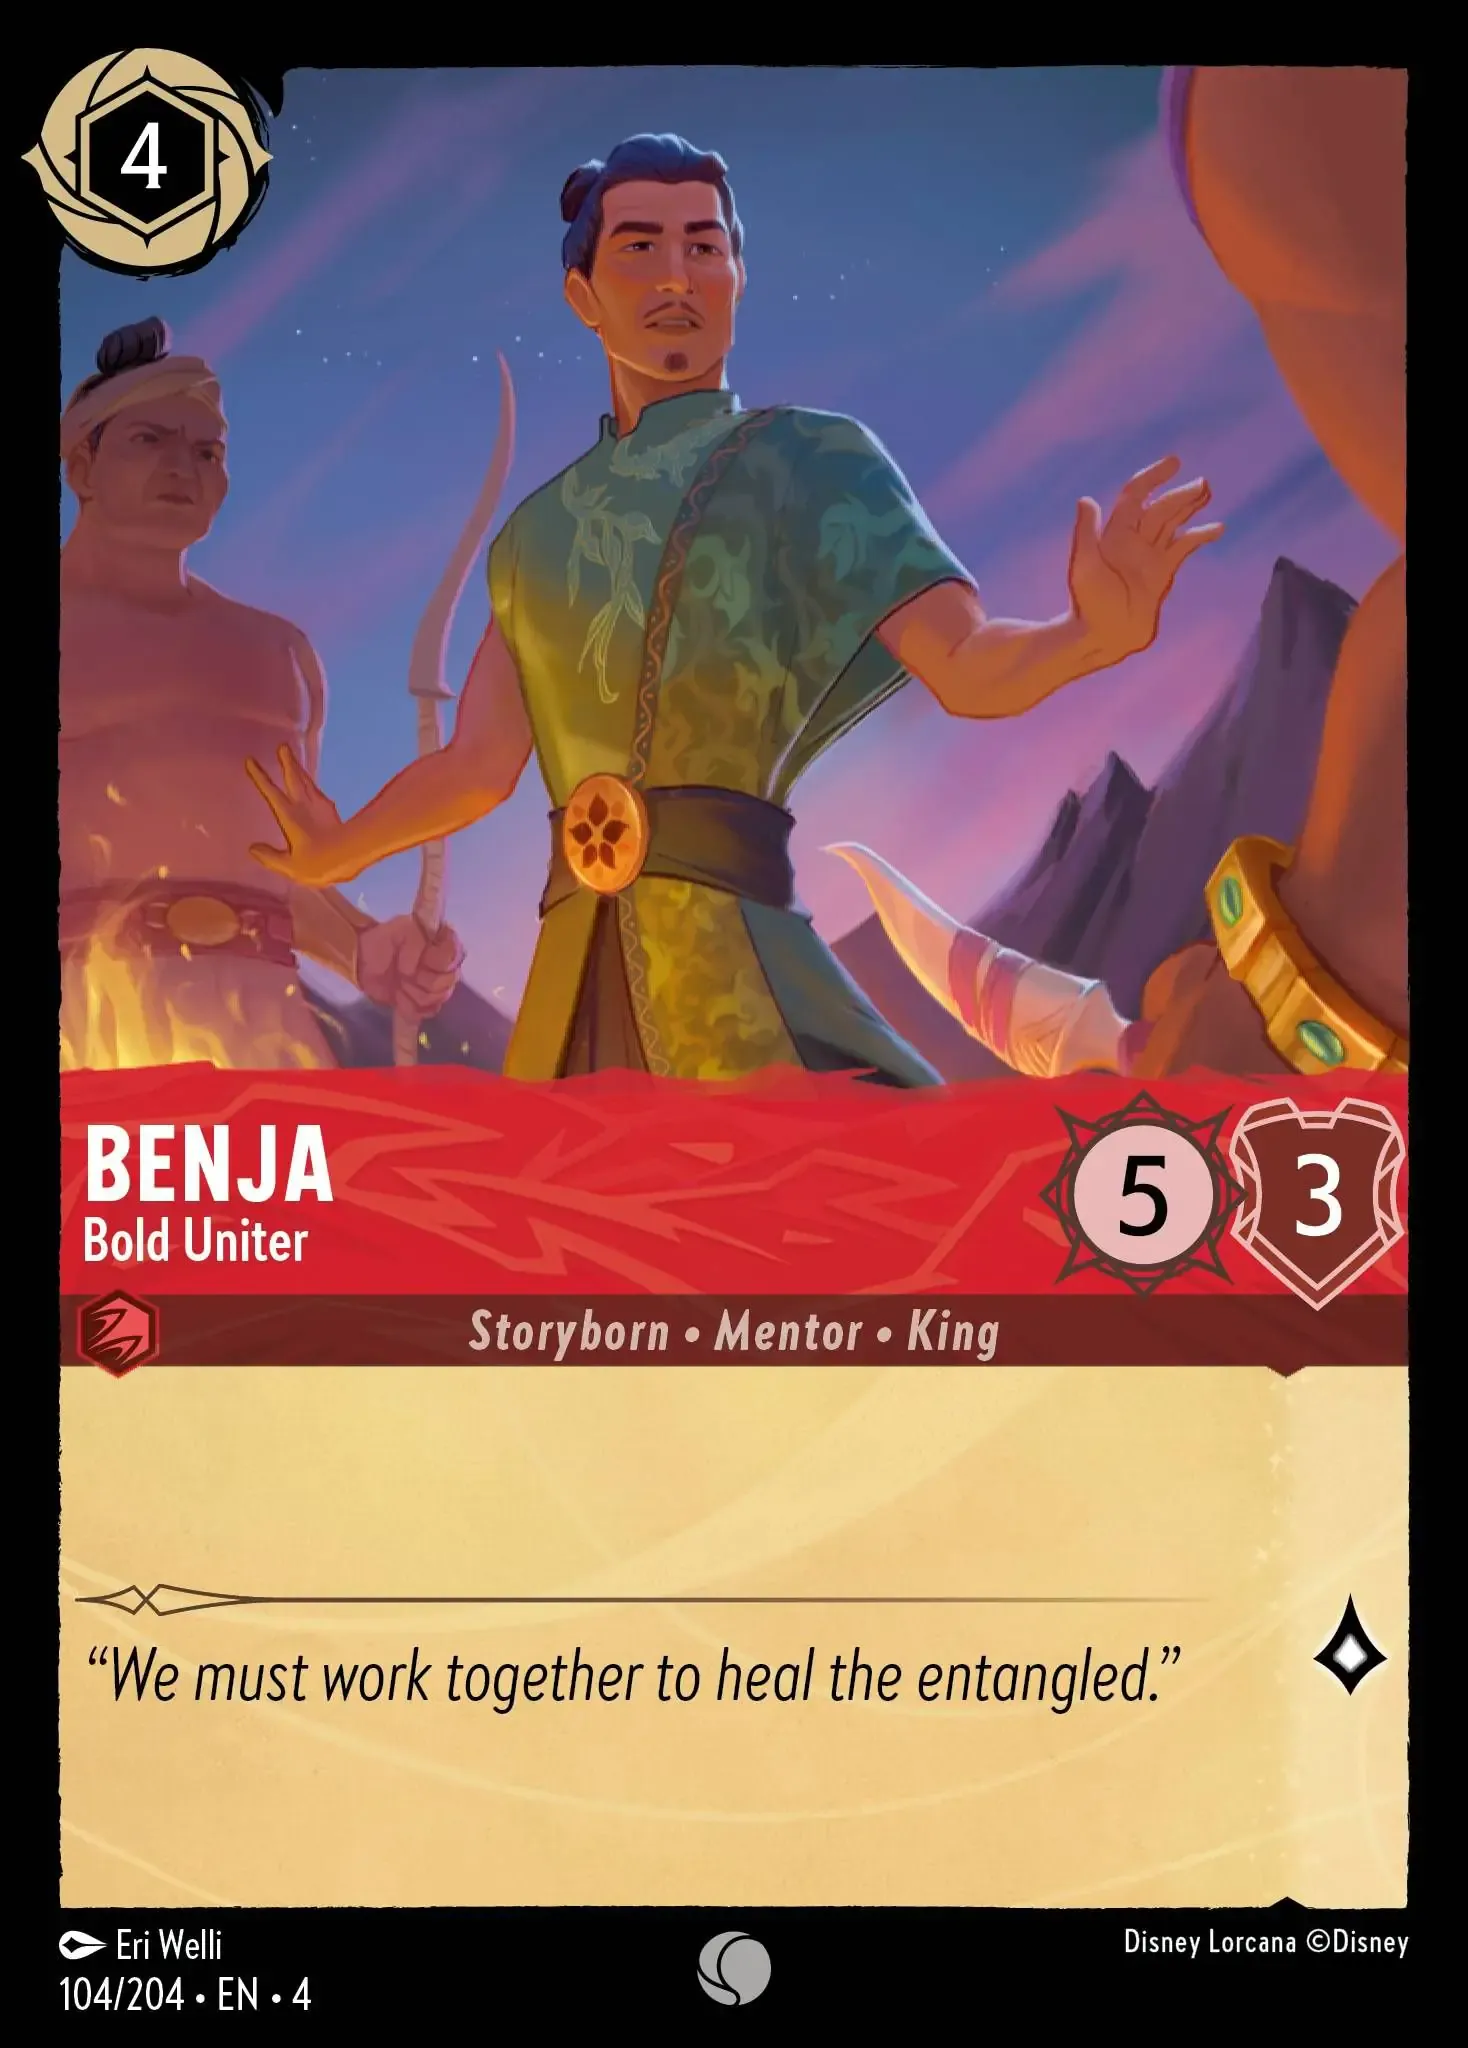 4
BENJA
Bold Uniter
5
3
Storyborn • Mentor • King
“We must work together to heal the entangled.”
Eri Welli
104/204 • EN • 4
Disney Lorcana ©Disney